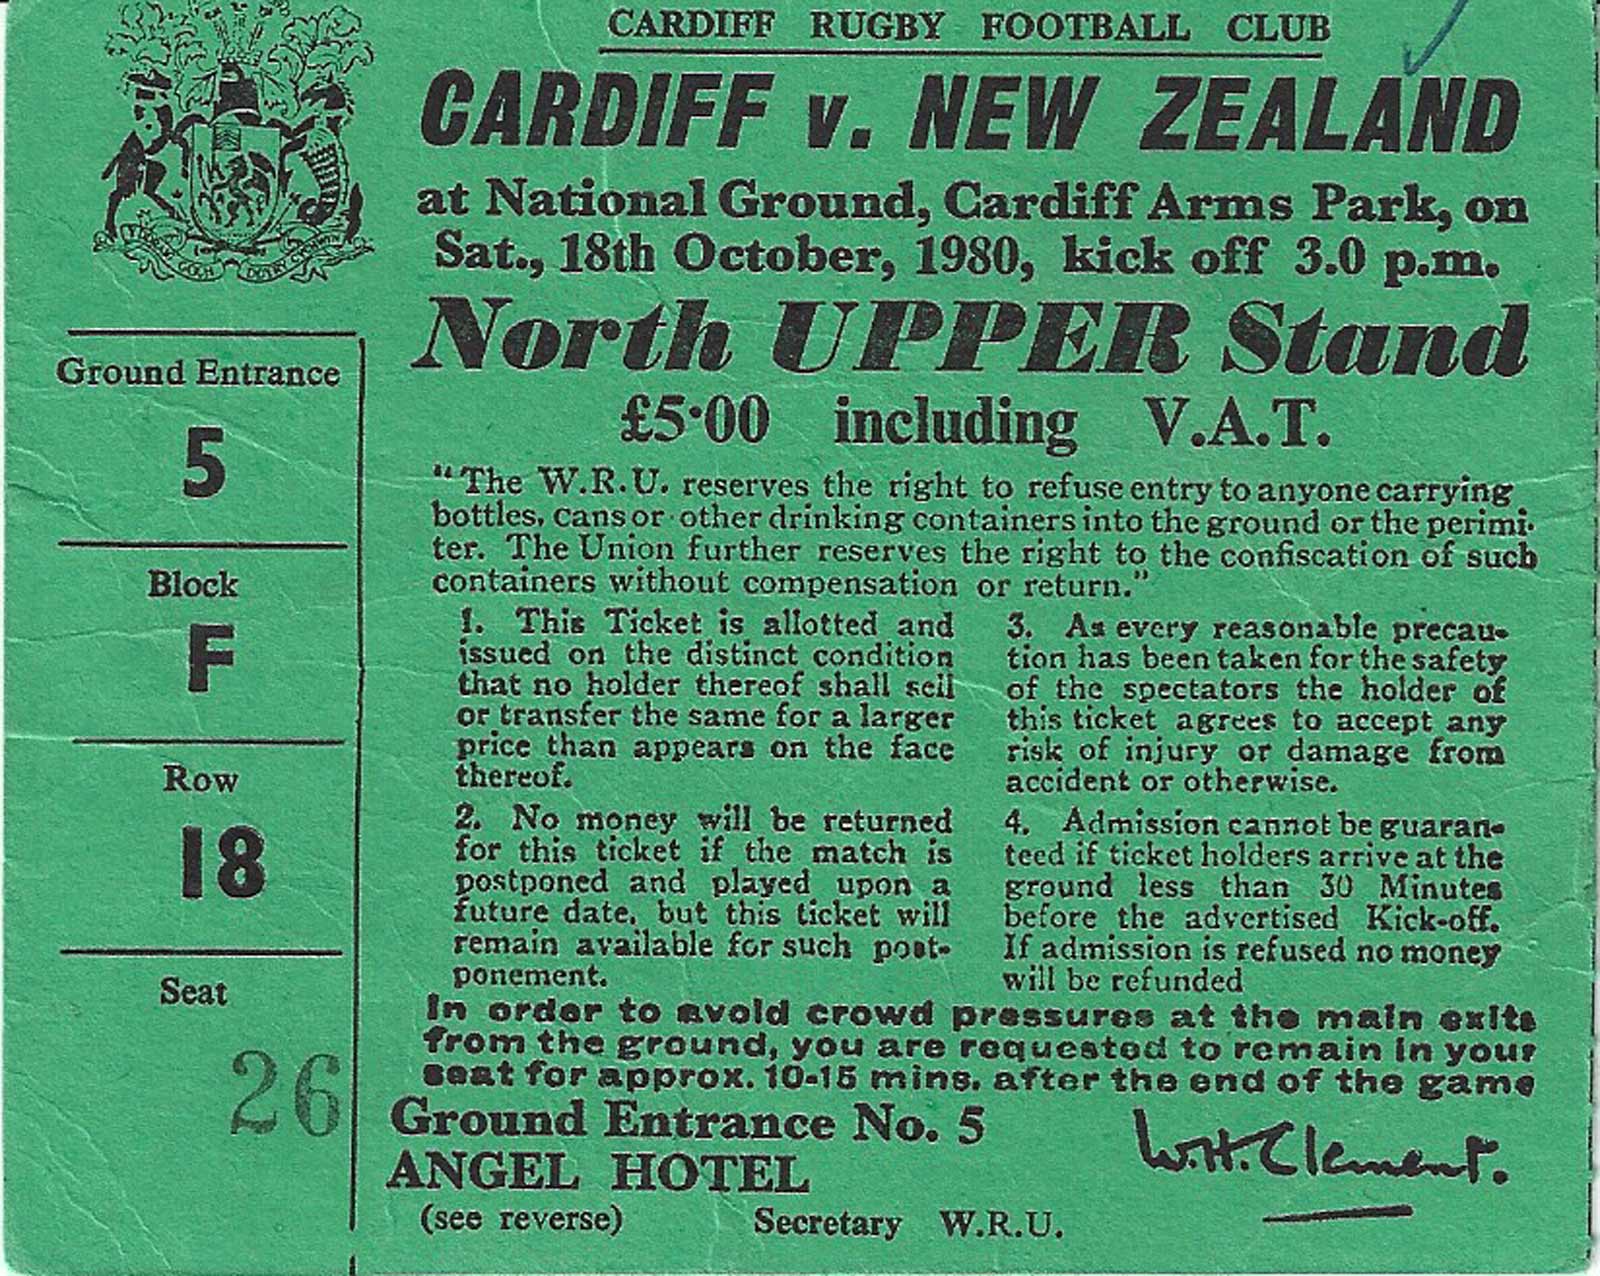 CARDIFF RUGBY FOOTBALL CLUB
CARDIFF v. NEW ZEALAND
at National Ground, Cardiff Arms Park, on
Sat., 18th October, 1980, kick off 3.0 p.m.
North UPPER Stand
£5·00 including V.A.T.
"The W.R.U. reserves the right to refuse entry to anyone carrying
bottles, cans or other drinking containers into the ground or the perimi-
ter. The Union further reserves the right to the confiscation of such
containers without compensation or return."
1. This Ticket is allotted and
issued on the distinct condition
that no holder thereof shall sell
or transfer the same for a larger
price than appears on the face
thereof.
2. No money will be returned
for this ticket if the match is
postponed and played upon a
future date, but this ticket will
remain available for such post-
ponement.
3. As every reasonable precau-
tion has been taken for the safety
of the spectators the holder of
this ticket agrees to accept any
risk of injury or damage from
accident or otherwise.
4. Admission cannot be guaran-
teed if ticket holders arrive at the
ground less than 30 Minutes
before the advertised Kick-off.
If admission is refused no money
will be refunded
In order to avoid crowd pressures at the main exits
from the ground, you are requested to remain in your
seat for approx. 10-15 mins. after the end of the game
Ground Entrance No. 5
ANGEL HOTEL
(see reverse)
W.H. Clement.
Secretary W.R.U.
Ground Entrance
5
Block
F
Row
18
Seat
26